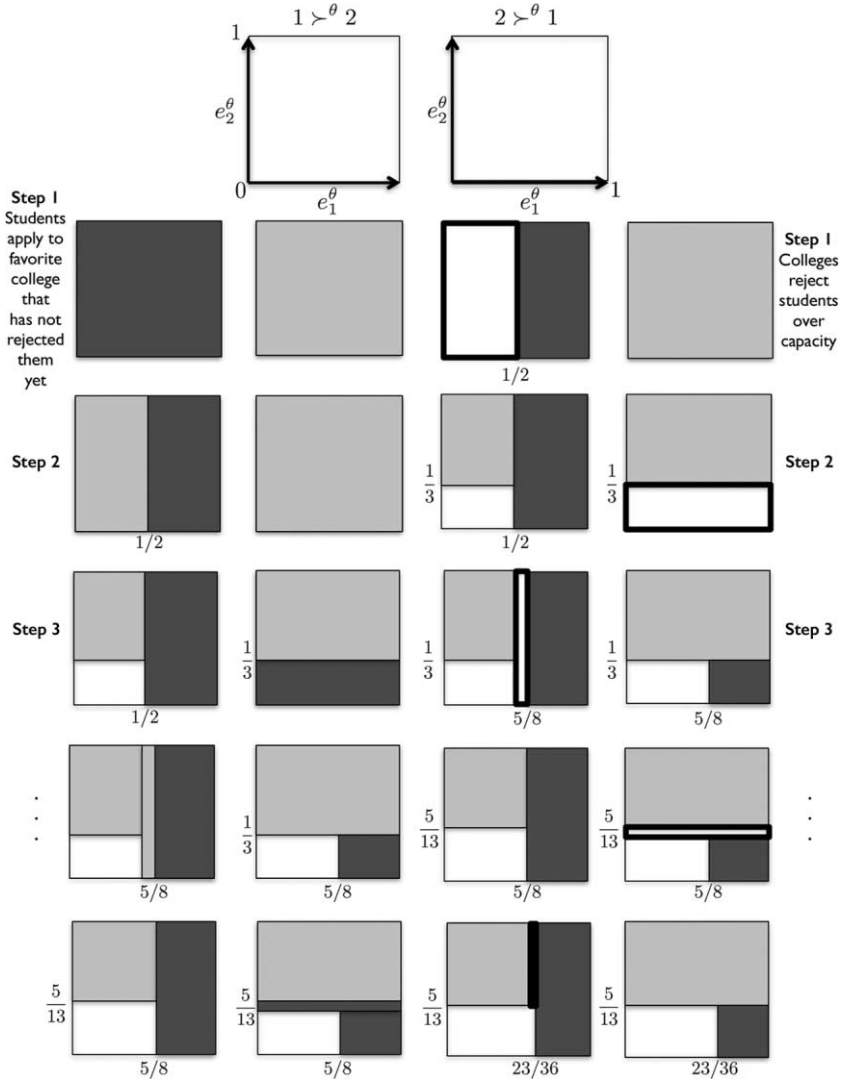 1 ≻^θ 2
2 ≻^θ 1
1
e_2^θ
e_2^θ
0
e_1^θ
e_1^θ
1
Step 1
Students
apply to
favorite
college
that
has not
rejected
them
yet
Step 1
Colleges
reject
students
over
capacity
1/2
Step 2
1/3
1/3
Step 2
1/2
1/2
Step 3
1/3
1/3
1/3
Step 3
1/2
5/8
5/8
.
.
.
1/3
5/13
5/13
.
.
.
5/8
5/8
5/8
5/8
5/13
5/13
5/13
5/13
5/8
5/8
23/36
23/36